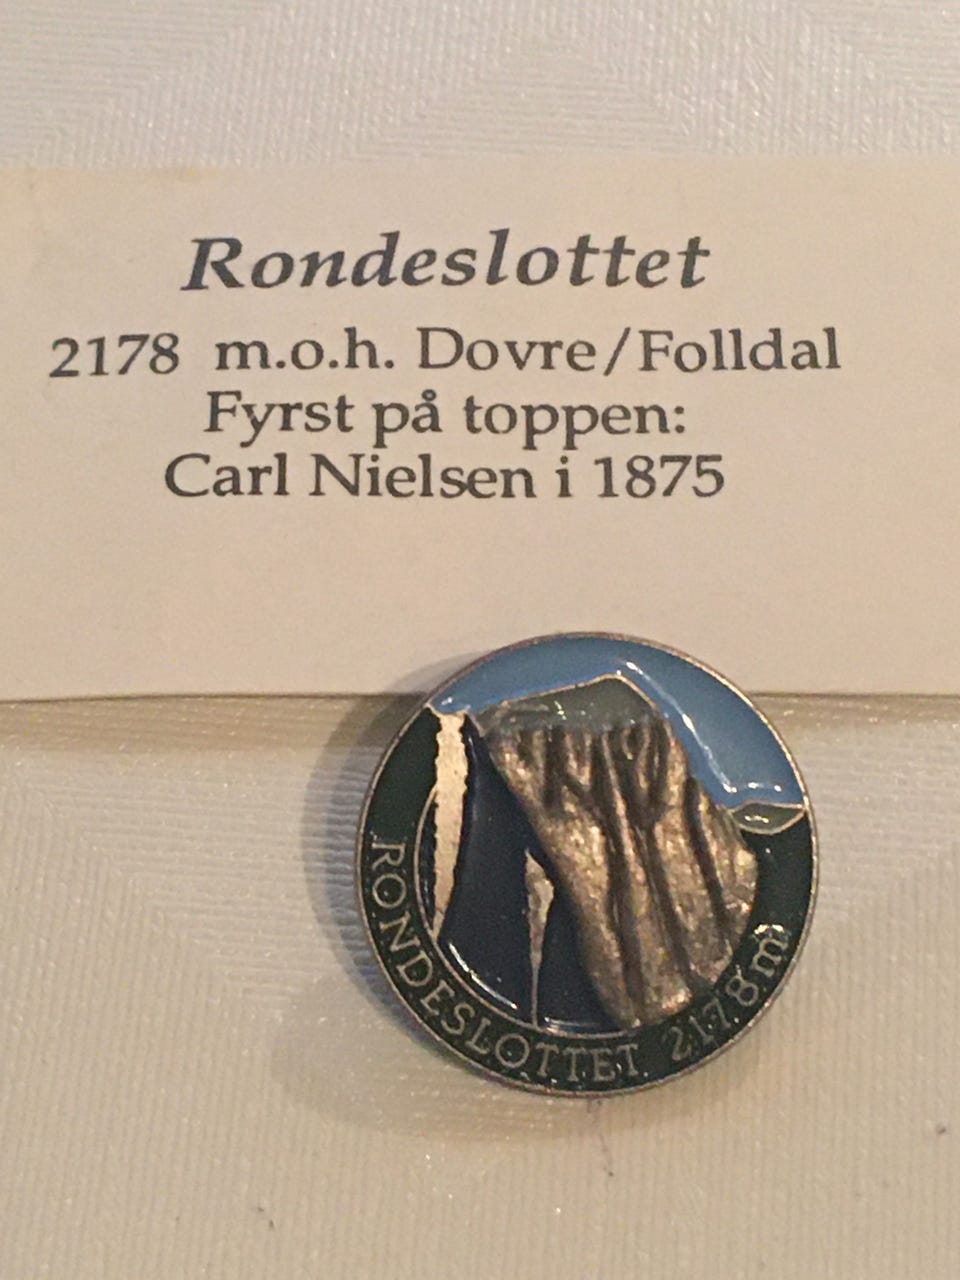 Rondeslottet
2178 m.o.h. Dovre/Folldal
Fyrst på toppen:
Carl Nielsen i 1875
RONDESLOTTET 2178 m